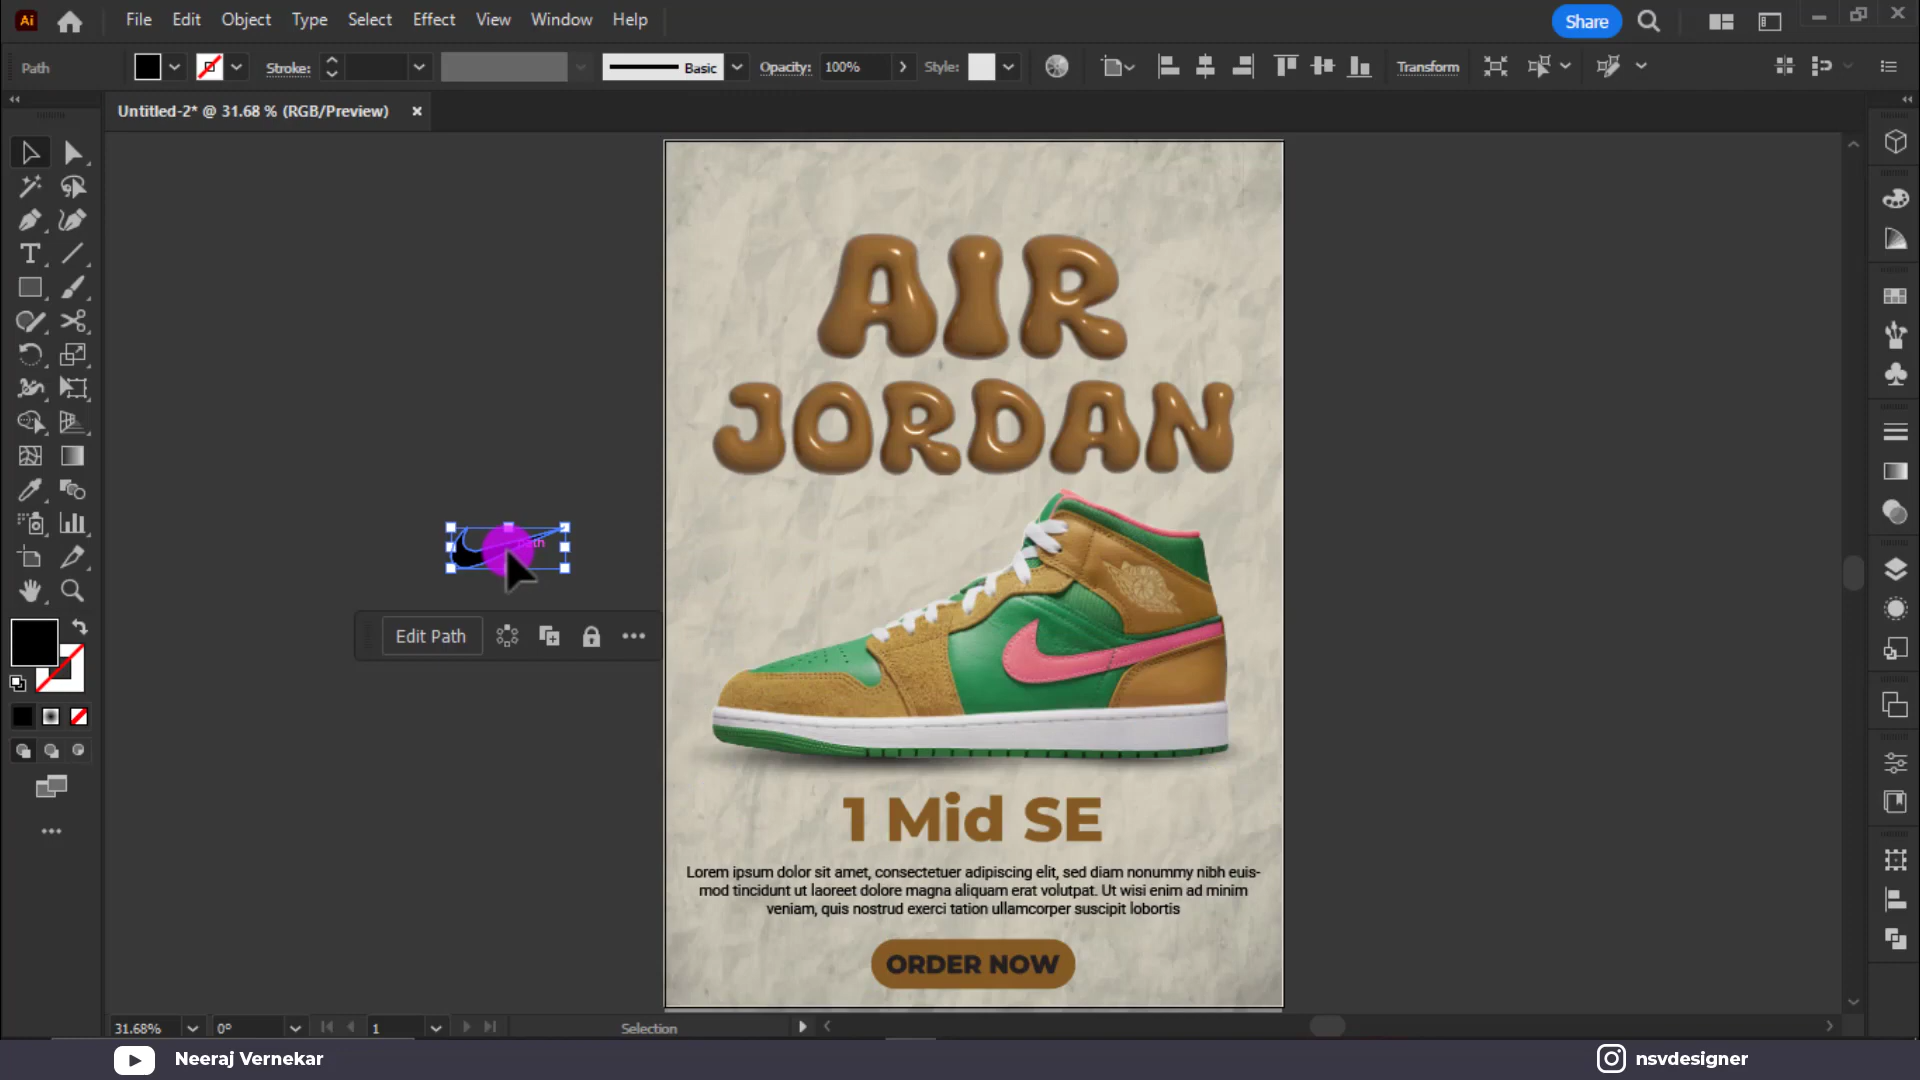 Ai File Edit Object Type Select Effect View Window Help Share
Path Stroke: Basic Opacity: 100% Style: Transform
Untitled-2* @ 31.68 % (RGB/Preview) ×
AIR
JORDAN
path
Edit Path
1 Mid SE
Lorem ipsum dolor sit amet, consectetuer adipiscing elit, sed diam nonummy nibh euis-
mod tincidunt ut laoreet dolore magna aliquam erat volutpat. Ut wisi enim ad minim
veniam, quis nostrud exerci tation ullamcorper suscipit lobortis
ORDER NOW
31.68% 0° 1 Selection
Neeraj Vernekar nsvdesigner